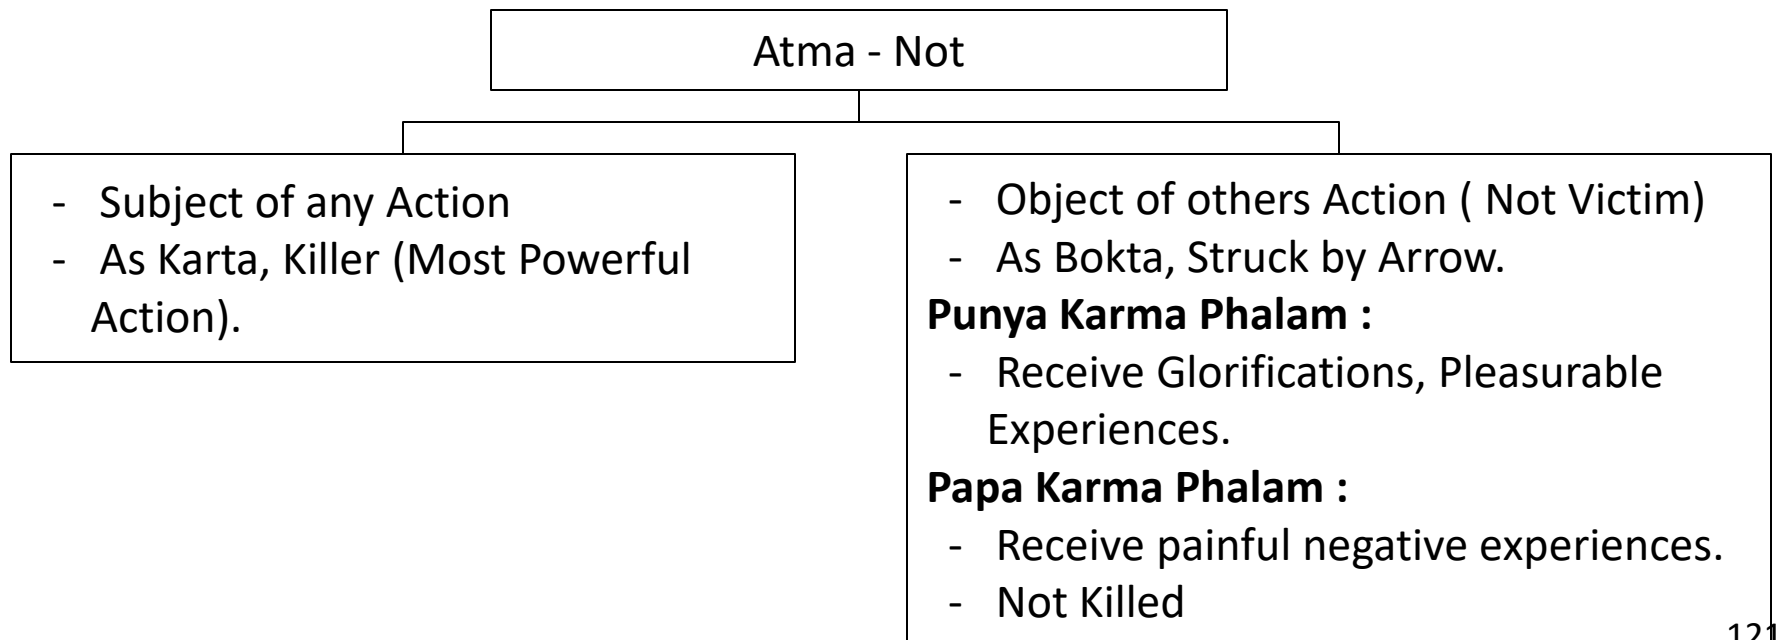 Atma - Not
- Subject of any Action
- As Karta, Killer (Most Powerful
Action).
- Object of others Action ( Not Victim)
- As Bokta, Struck by Arrow.
Punya Karma Phalam :
- Receive Glorifications, Pleasurable
Experiences.
Papa Karma Phalam :
- Receive painful negative experiences.
- Not Killed
121